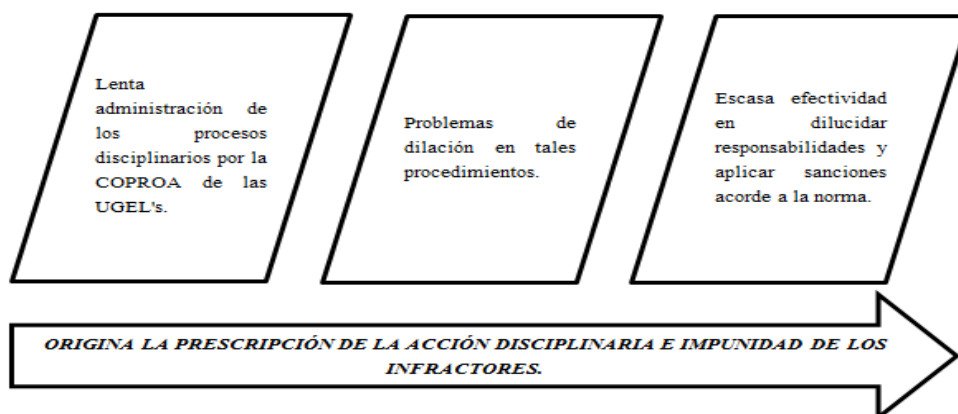 Lenta
administración de
los procesos
disciplinarios por la
COPROA de las
UGEL's.
Problemas de
dilación en tales
procedimientos.
Escasa efectividad
en dilucidar
responsabilidades y
aplicar sanciones
acorde a la norma.
ORIGINA LA PRESCRIPCIÓN DE LA ACCIÓN DISCIPLINARIA E IMPUNIDAD DE LOS
INFRACTORES.